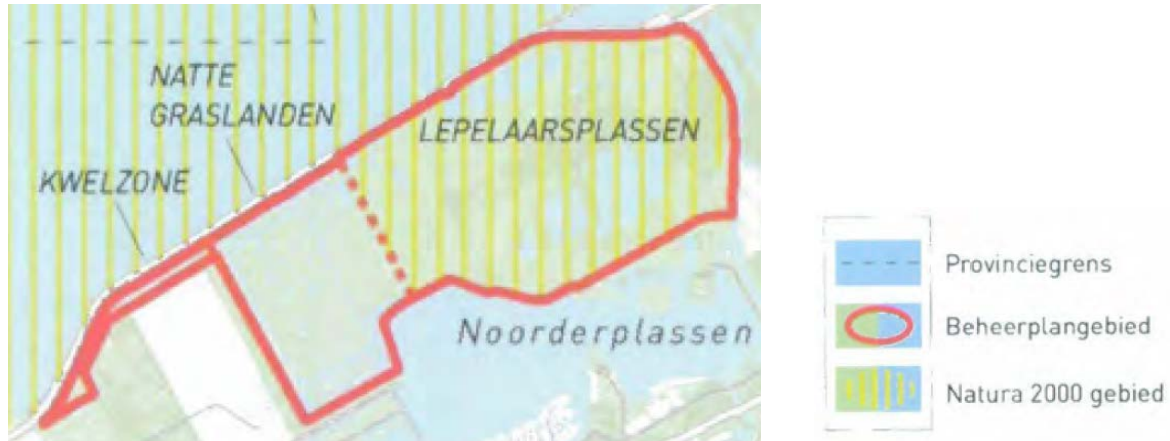 NATTE
GRASLANDEN
LEPELAARSPLASSEN
KWELZONE
Noorderplassen
Provinciegrens
Beheerplangebied
Natura 2000 gebied